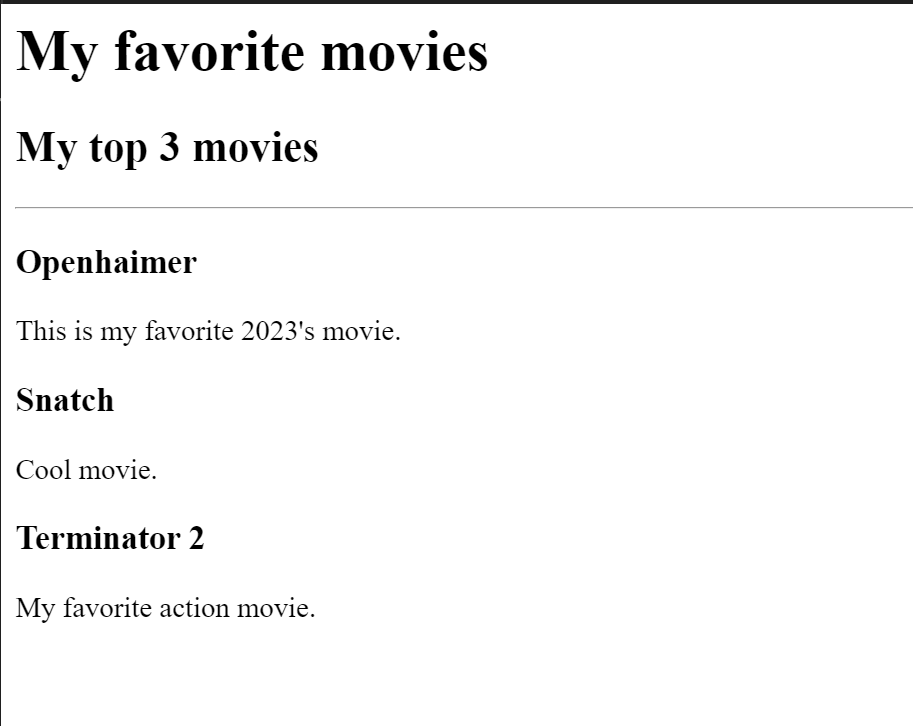 My favorite movies
My top 3 movies
Openhaimer
This is my favorite 2023's movie.
Snatch
Cool movie.
Terminator 2
My favorite action movie.